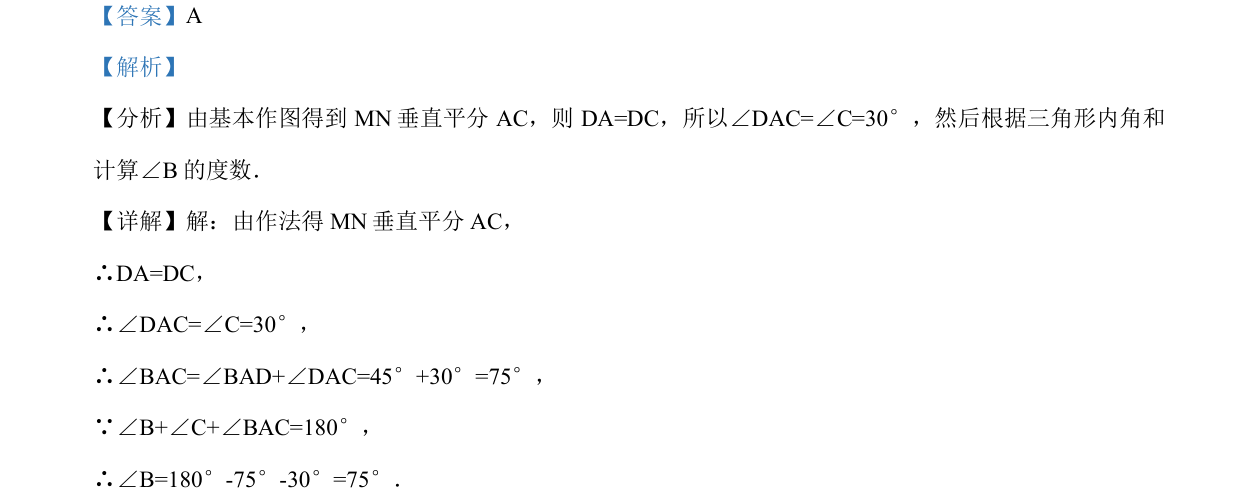 【答案】A
【解析】
【分析】由基本作图得到 MN 垂直平分 AC，则 DA=DC，所以∠DAC=∠C=30°，然后根据三角形内角和
计算∠B 的度数．
【详解】解：由作法得 MN 垂直平分 AC，
∴DA=DC，
∴∠DAC=∠C=30°，
∴∠BAC=∠BAD+∠DAC=45°+30°=75°，
∵∠B+∠C+∠BAC=180°，
∴∠B=180°-75°-30°=75°．